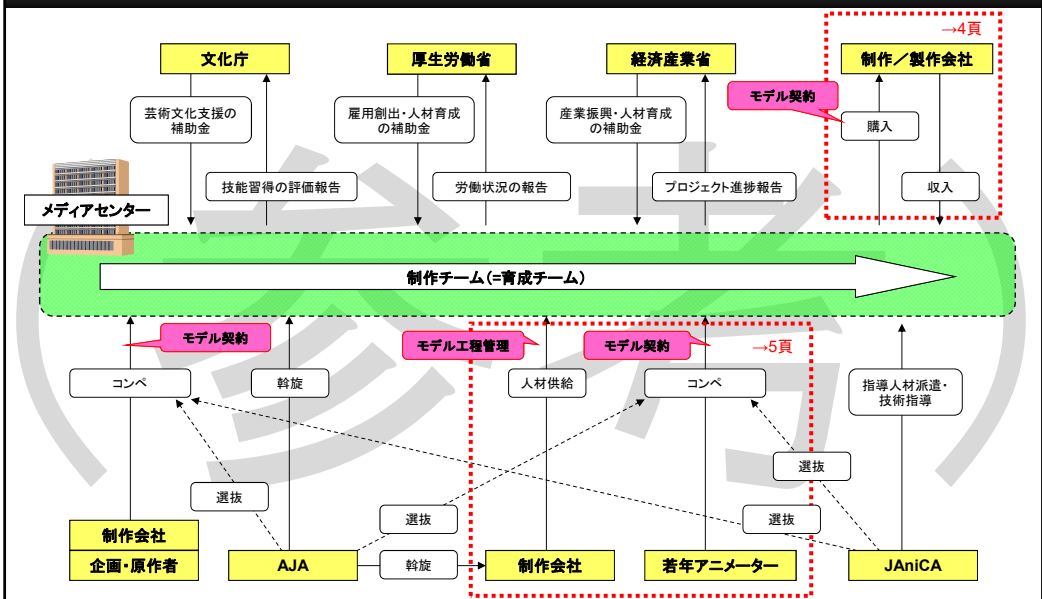 →4頁
文化庁
厚生労働省
経済産業省
制作／製作会社
モデル契約
芸術文化支援の
補助金
雇用創出・人材育成
の補助金
産業振興・人材育成
の補助金
購入
技能習得の評価報告
労働状況の報告
プロジェクト進捗報告
収入
メディアセンター
制作チーム(=育成チーム)
(参考)
モデル契約
モデル工程管理
モデル契約
→5頁
コンペ
斡旋
人材供給
コンペ
指導人材派遣・
技術指導
選抜
選抜
選抜
選抜
制作会社
企画・原作者
AJA
斡旋
制作会社
若年アニメーター
JAniCA